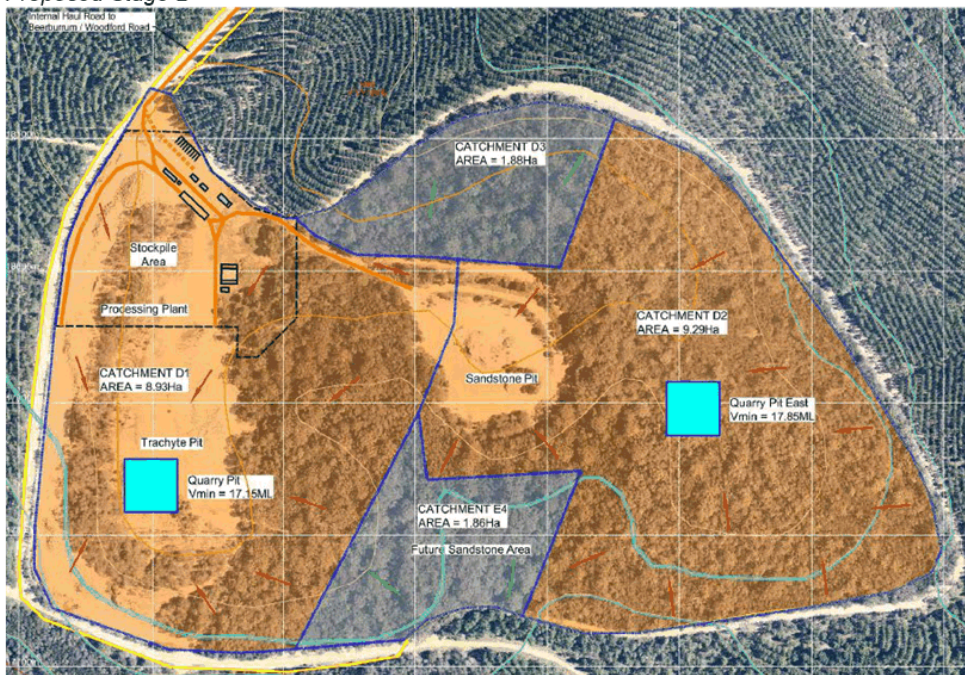 Proposed Stage 2
Internal Haul Road to
Beerburrum / Woodford Road
CATCHMENT D3
AREA = 1.88Ha
Stockpile
Area
Processing Plant
CATCHMENT D2
AREA = 9.29Ha
CATCHMENT D1
AREA = 8.93Ha
Sandstone Pit
Quarry Pit East
Vmin = 17.85ML
Trachyte Pit
Quarry Pit
Vmin = 17.15ML
CATCHMENT E4
AREA = 1.86Ha
Future Sandstone Area